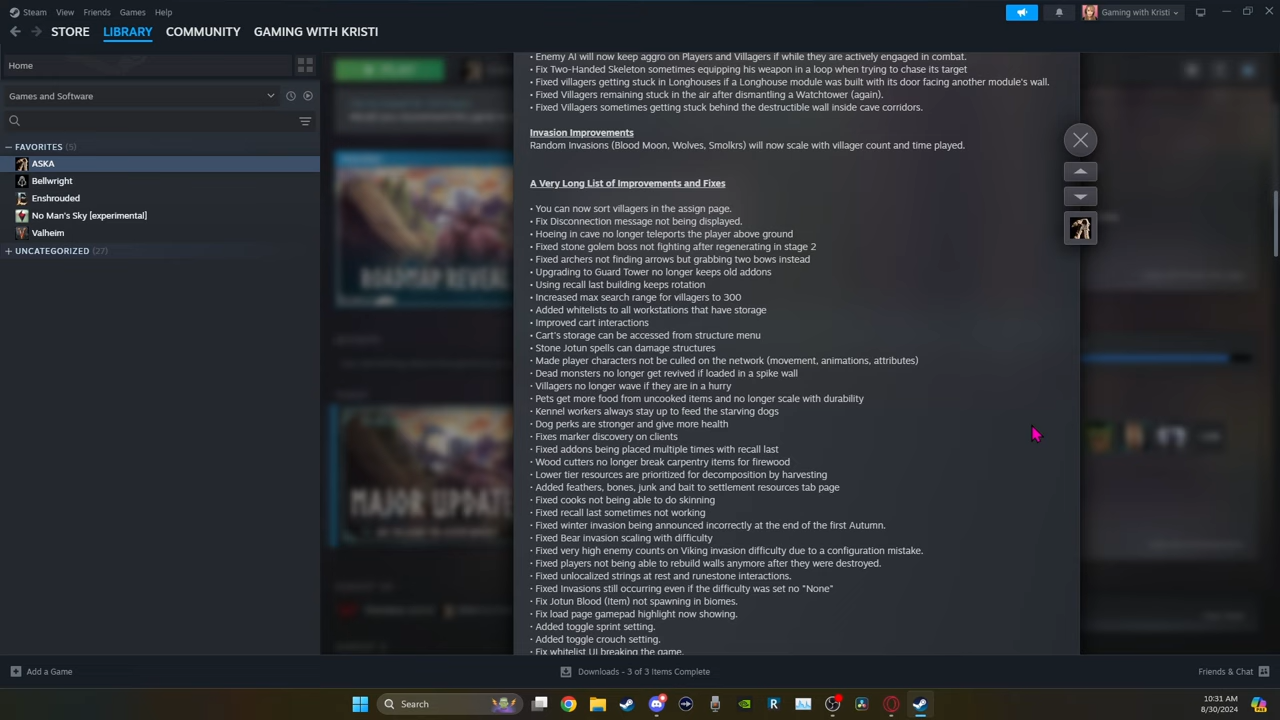 Steam View Friends Games Help
Gaming with Kristi
STORE LIBRARY COMMUNITY GAMING WITH KRISTI
Home
Games and Software
FAVORITES (5)
ASKA
Bellwright
Enshrouded
No Man's Sky [experimental]
Valheim
UNCATEGORIZED (27)
• Enemy AI will now keep aggro on Players and Villagers if while they are actively engaged in combat.
• Fix Two-Handed Skeleton sometimes equipping his weapon in a loop when trying to chase its target
• Fixed villagers getting stuck in Longhouses if a Longhouse module was built with its door facing another module's wall.
• Fixed Villagers remaining stuck in the air after dismantling a Watchtower (again).
• Fixed Villagers sometimes getting stuck behind the destructible wall inside cave corridors.
Invasion Improvements
Random Invasions (Blood Moon, Wolves, Smolkrs) will now scale with villager count and time played.
A Very Long List of Improvements and Fixes
• You can now sort villagers in the assign page.
• Fix Disconnection message not being displayed.
• Hoeing in cave no longer teleports the player above ground
• Fixed stone golem boss not fighting after regenerating in stage 2
• Fixed archers not finding arrows but grabbing two bows instead
• Upgrading to Guard Tower no longer keeps old addons
• Using recall last building keeps rotation
• Increased max search range for villagers to 300
• Added whitelists to all workstations that have storage
• Improved cart interactions
• Cart's storage can be accessed from structure menu
• Stone Jotun spells can damage structures
• Made player characters not be culled on the network (movement, animations, attributes)
• Dead monsters no longer get revived if loaded in a spike wall
• Villagers no longer wave if they are in a hurry
• Pets get more food from uncooked items and no longer scale with durability
• Kennel workers always stay up to feed the starving dogs
• Dog perks are stronger and give more health
• Fixes marker discovery on clients
• Fixed addons being placed multiple times with recall last
• Wood cutters no longer break carpentry items for firewood
• Lower tier resources are prioritized for decomposition by harvesting
• Added feathers, bones, junk and bait to settlement resources tab page
• Fixed cooks not being able to do skinning
• Fixed recall last sometimes not working
• Fixed winter invasion being announced incorrectly at the end of the first Autumn.
• Fixed Bear invasion scaling with difficulty
• Fixed very high enemy counts on Viking invasion difficulty due to a configuration mistake.
• Fixed players not being able to rebuild walls anymore after they were destroyed.
• Fixed unlocalized strings at rest and runestone interactions.
• Fixed Invasions still occurring even if the difficulty was set no "None"
• Fix Jotun Blood (Item) not spawning in biomes.
• Fix load page gamepad highlight now showing.
• Added toggle sprint setting.
• Added toggle crouch setting.
• Fix whitelist UI breaking the game.
ROADMAP REVEAL
MAJOR UPDATE
Add a Game
Downloads - 3 of 3 Items Complete
Friends & Chat
Search
10:31 AM
8/30/2024